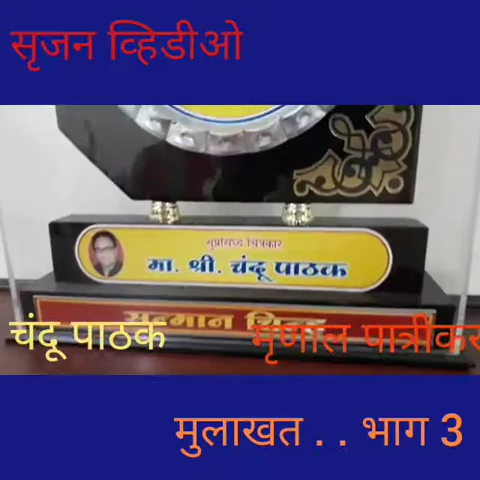 सृजन व्हिडीओ
सुप्रसिध्द चित्रकार
मा. श्री. चंदू पाठक
सन्मान चिन्ह
चंदू पाठक
मृणाल पात्रीकर
मुलाखत . . भाग 3